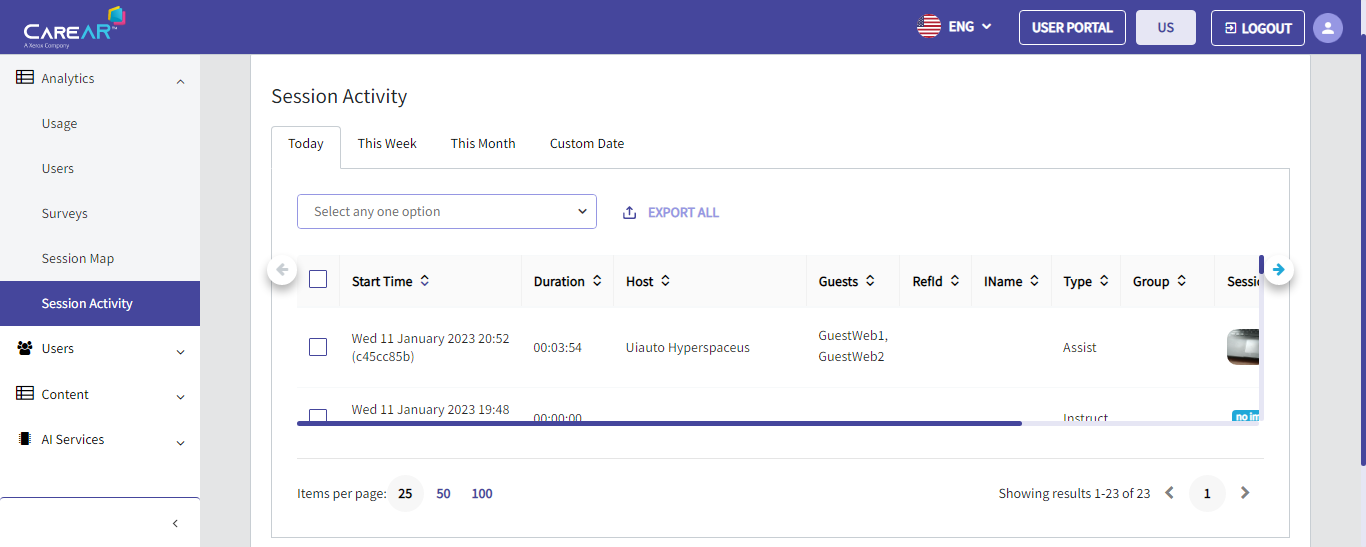 CAREAR™
A Xerox Company
ENG
USER PORTAL
US
LOGOUT
Analytics
Usage
Users
Surveys
Session Map
Session Activity
Users
Content
AI Services
Session Activity
Today This Week This Month Custom Date
Select any one option
EXPORT ALL
Start Time Duration Host Guests RefId IName Type Group Sessi
Wed 11 January 2023 20:52
(c45cc85b)
00:03:54
Uiauto Hyperspaceus
GuestWeb1,
GuestWeb2
Assist
Wed 11 January 2023 19:48
00:00:00
Instruct
no im
Items per page: 25 50 100
Showing results 1-23 of 23
1